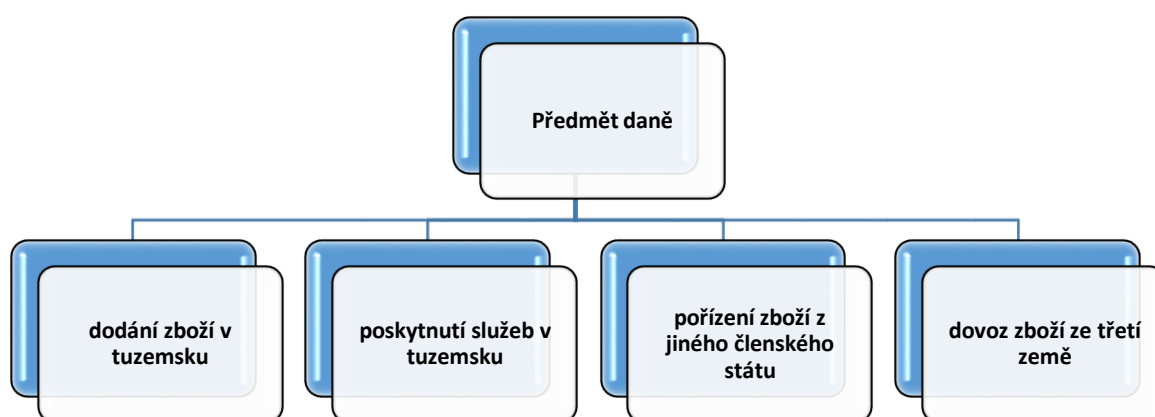 Předmět daně
dodání zboží v
tuzemsku
poskytnutí služeb v
tuzemsku
pořízení zboží z
jiného členského
státu
dovoz zboží ze třetí
země